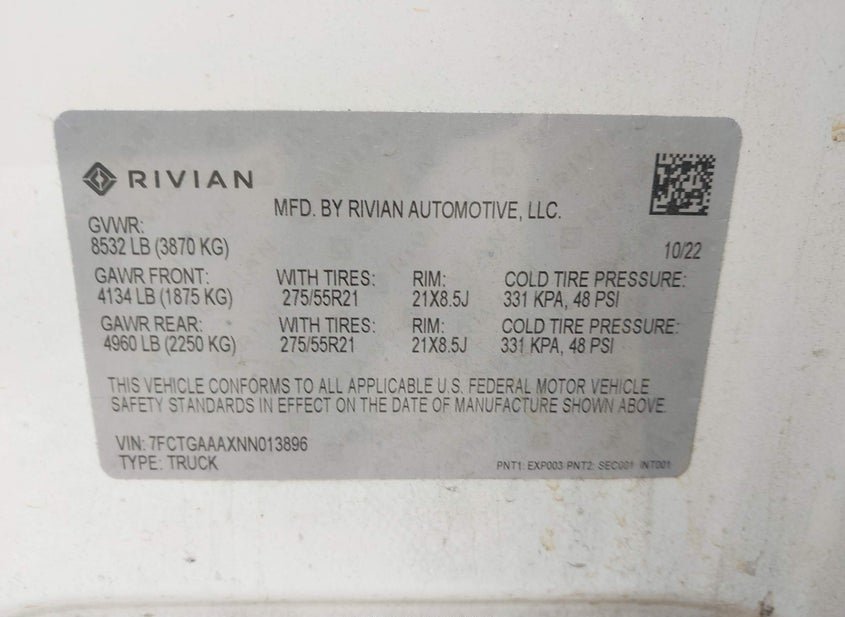 RIVIAN
MFD. BY RIVIAN AUTOMOTIVE, LLC.
GVWR:
8532 LB (3870 KG)
10/22
GAWR FRONT: WITH TIRES: RIM: COLD TIRE PRESSURE:
4134 LB (1875 KG) 275/55R21 21X8.5J 331 KPA, 48 PSI
GAWR REAR: WITH TIRES: RIM: COLD TIRE PRESSURE:
4960 LB (2250 KG) 275/55R21 21X8.5J 331 KPA, 48 PSI
THIS VEHICLE CONFORMS TO ALL APPLICABLE U.S. FEDERAL MOTOR VEHICLE
SAFETY STANDARDS IN EFFECT ON THE DATE OF MANUFACTURE SHOWN ABOVE.
VIN: 7FCTGAAAXNN013896
TYPE: TRUCK
PNT1: EXP003 PNT2: SEC001 INT001